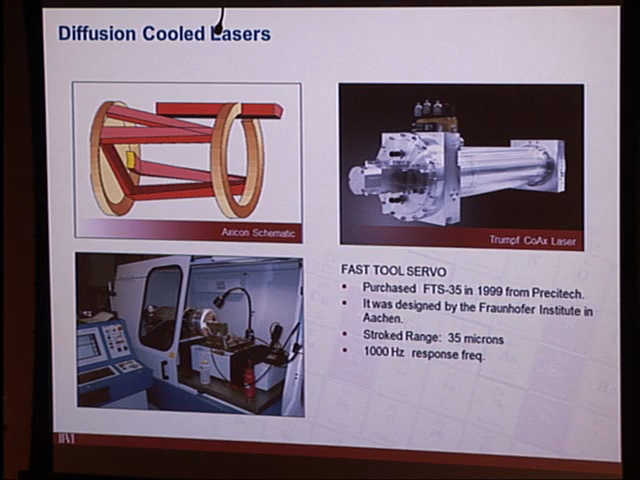 Diffusion Cooled Lasers
Axicon Schematic
Trumpf CoAx Laser
FAST TOOL SERVO
Purchased FTS-35 in 1999 from Precitech.
It was designed by the Fraunhofer Institute in
Aachen.
Stroked Range: 35 microns
1000 Hz response freq.